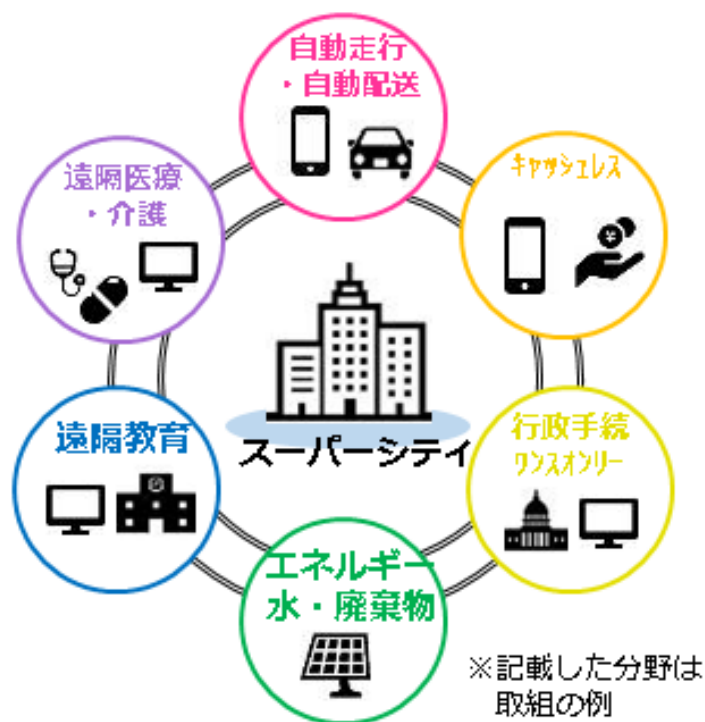 自動走行
・自動配送
遠隔医療
・介護
キャッシュレス
¥
スーパーシティ
遠隔教育
行政手続
ワンスオンリー
エネルギー
水・廃棄物
※記載した分野は
取組の例